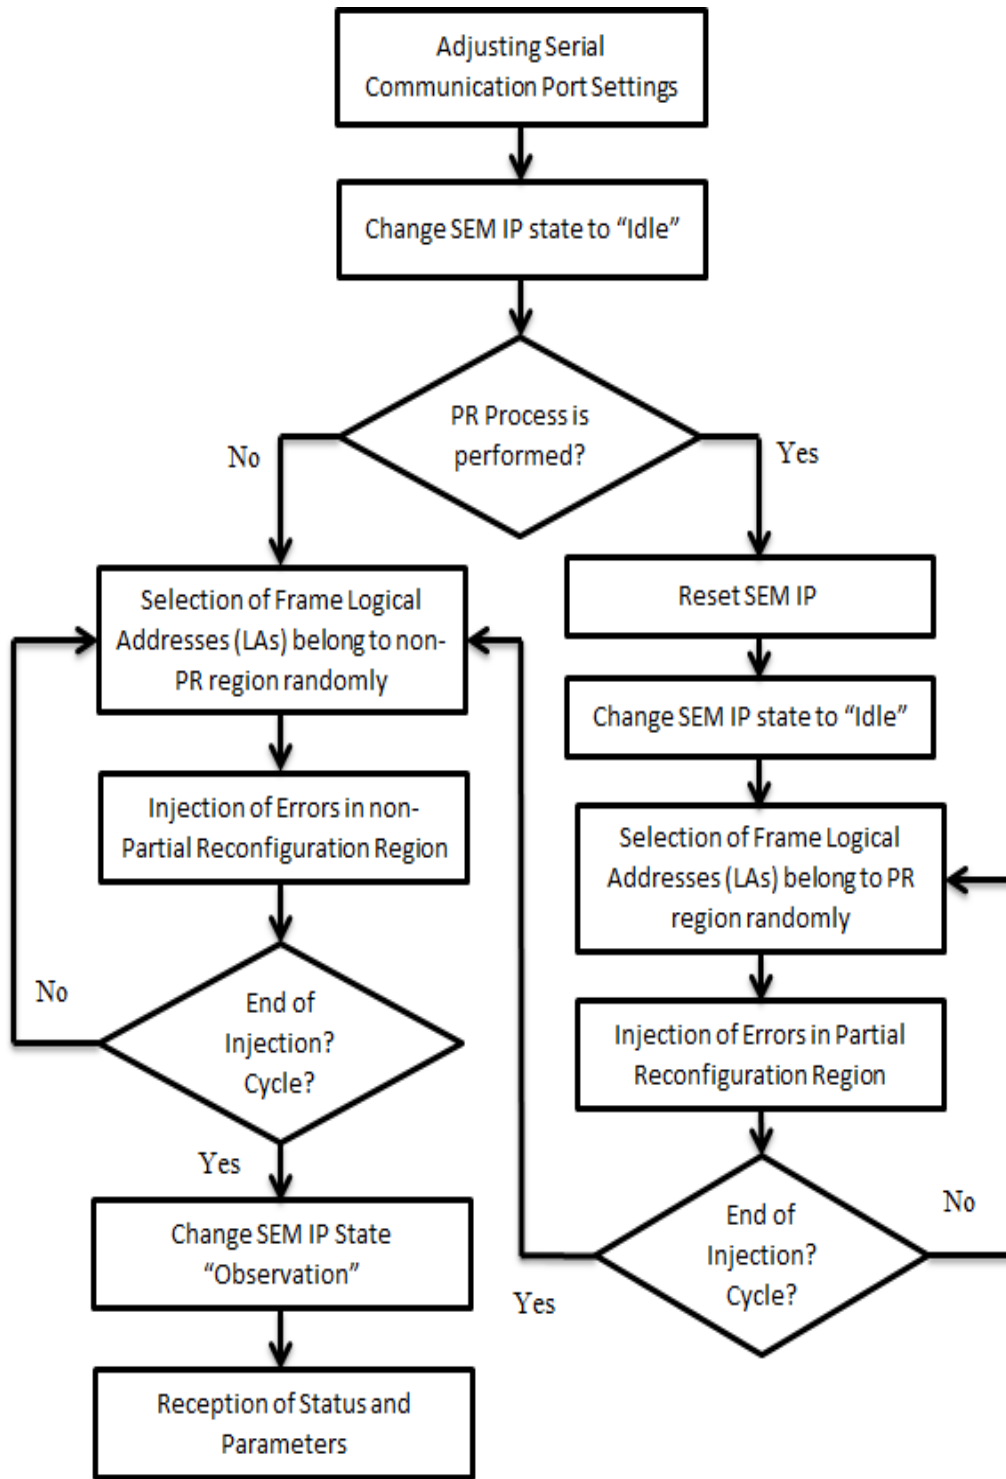 Adjusting Serial
Communication Port Settings
Change SEM IP state to “Idle”
PR Process is
performed?
No
Yes
Selection of Frame Logical
Addresses (LAs) belong to non-
PR region randomly
Injection of Errors in non-
Partial Reconfiguration Region
End of
Injection?
Cycle?
No
Yes
Change SEM IP State
“Observation”
Reception of Status and
Parameters
Reset SEM IP
Change SEM IP state to “Idle”
Selection of Frame Logical
Addresses (LAs) belong to PR
region randomly
Injection of Errors in Partial
Reconfiguration Region
End of
Injection?
Cycle?
No
Yes